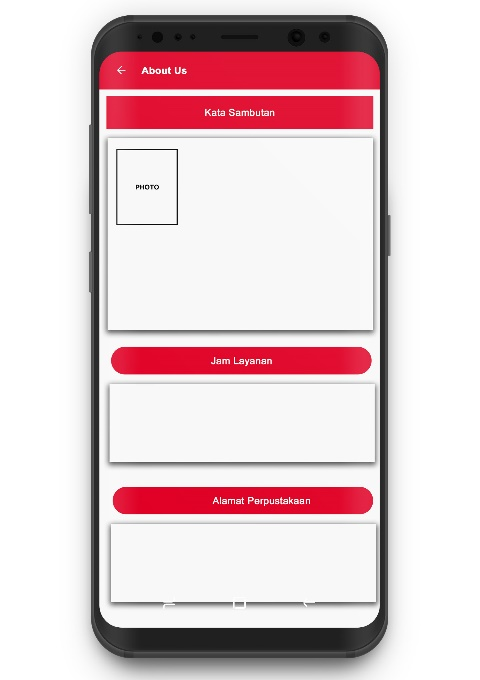 About Us
Kata Sambutan
PHOTO
Jam Layanan
Alamat Perpustakaan